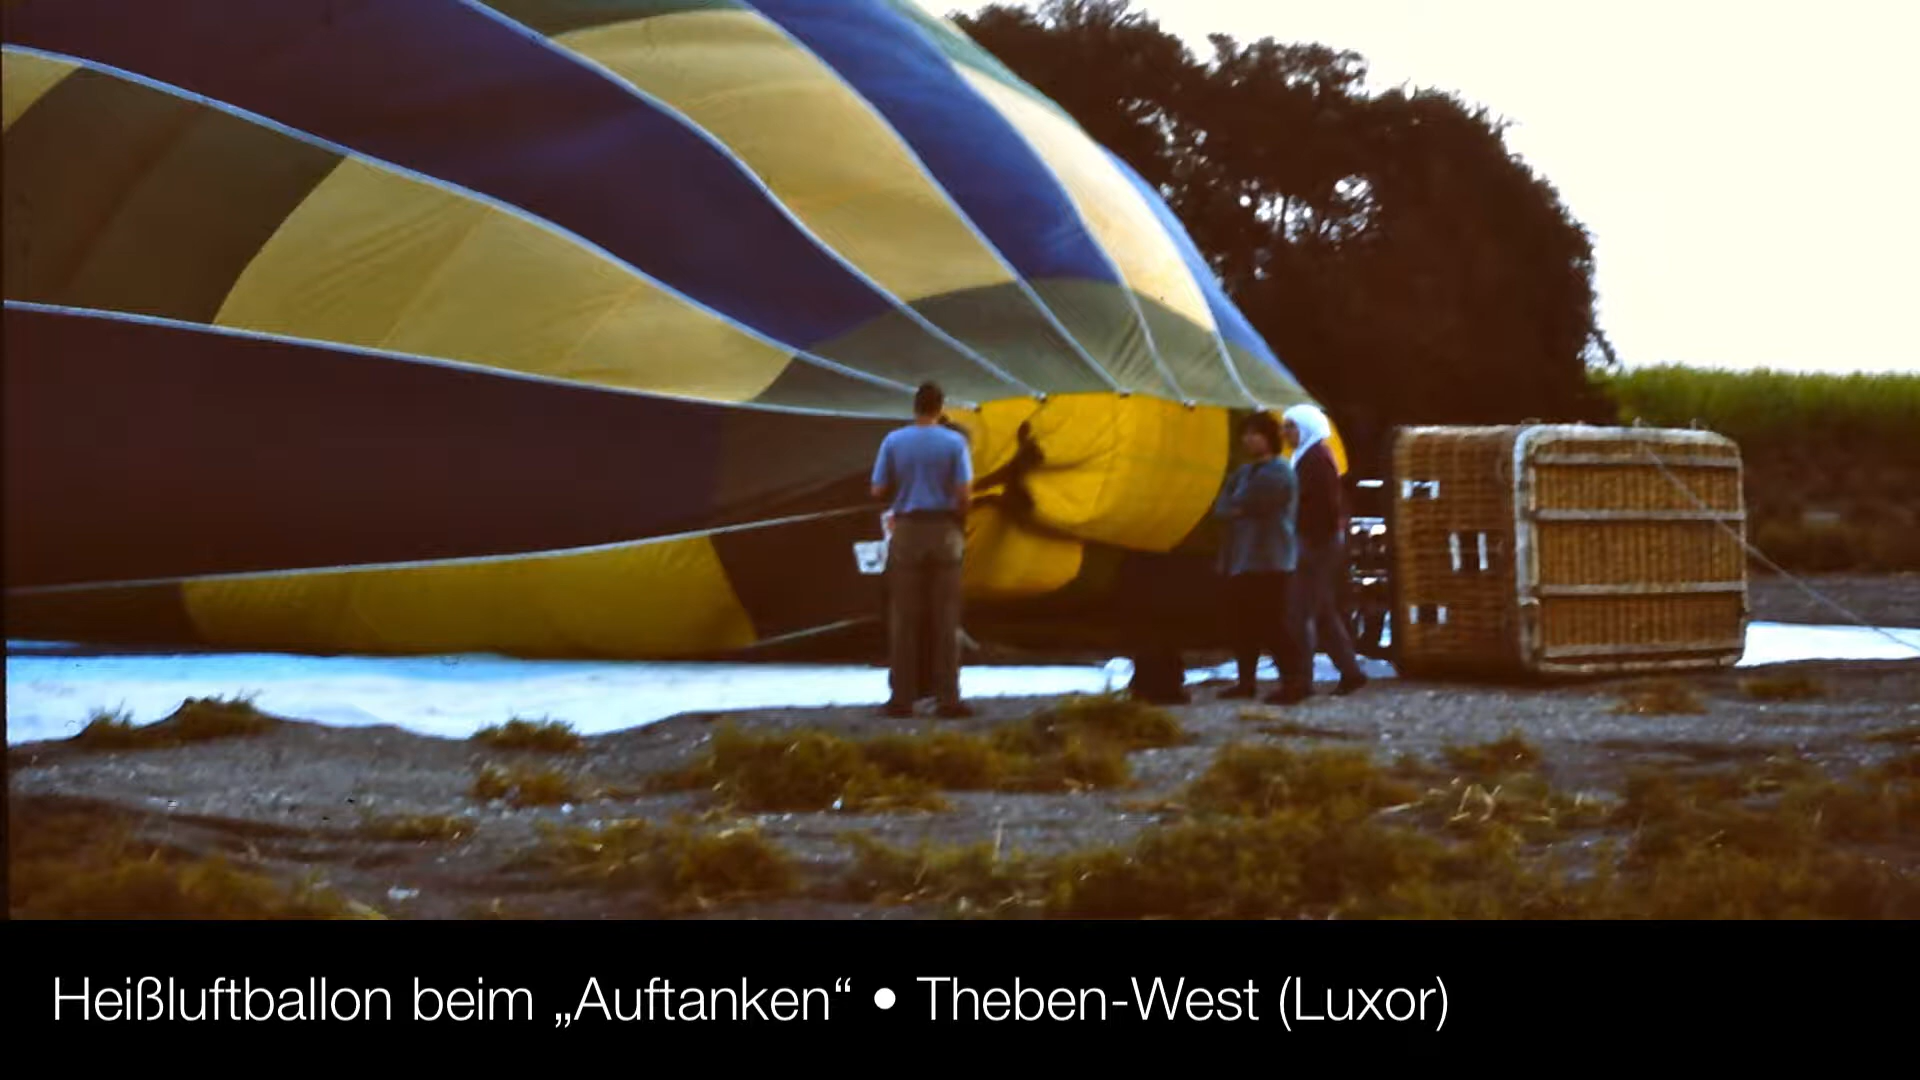 Heißluftballon beim „Auftanken“ • Theben-West (Luxor)